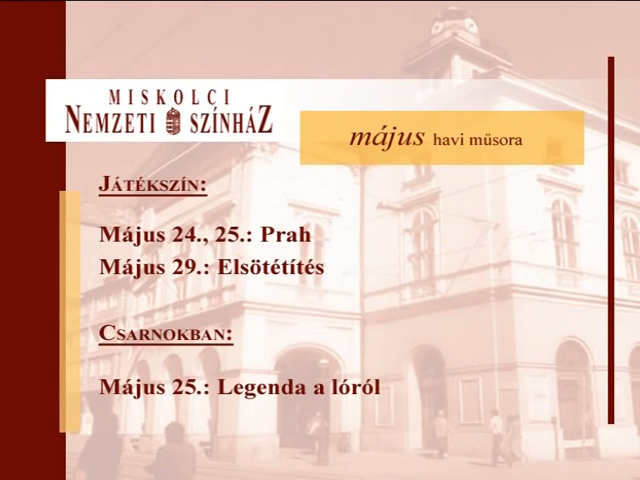 MISKOLCI
NEMZETI SZÍNHÁZ
május havi műsora
JÁTÉKSZÍN:
Május 24., 25.: Prah
Május 29.: Elsötétítés
CSARNOKBAN:
Május 25.: Legenda a lóról